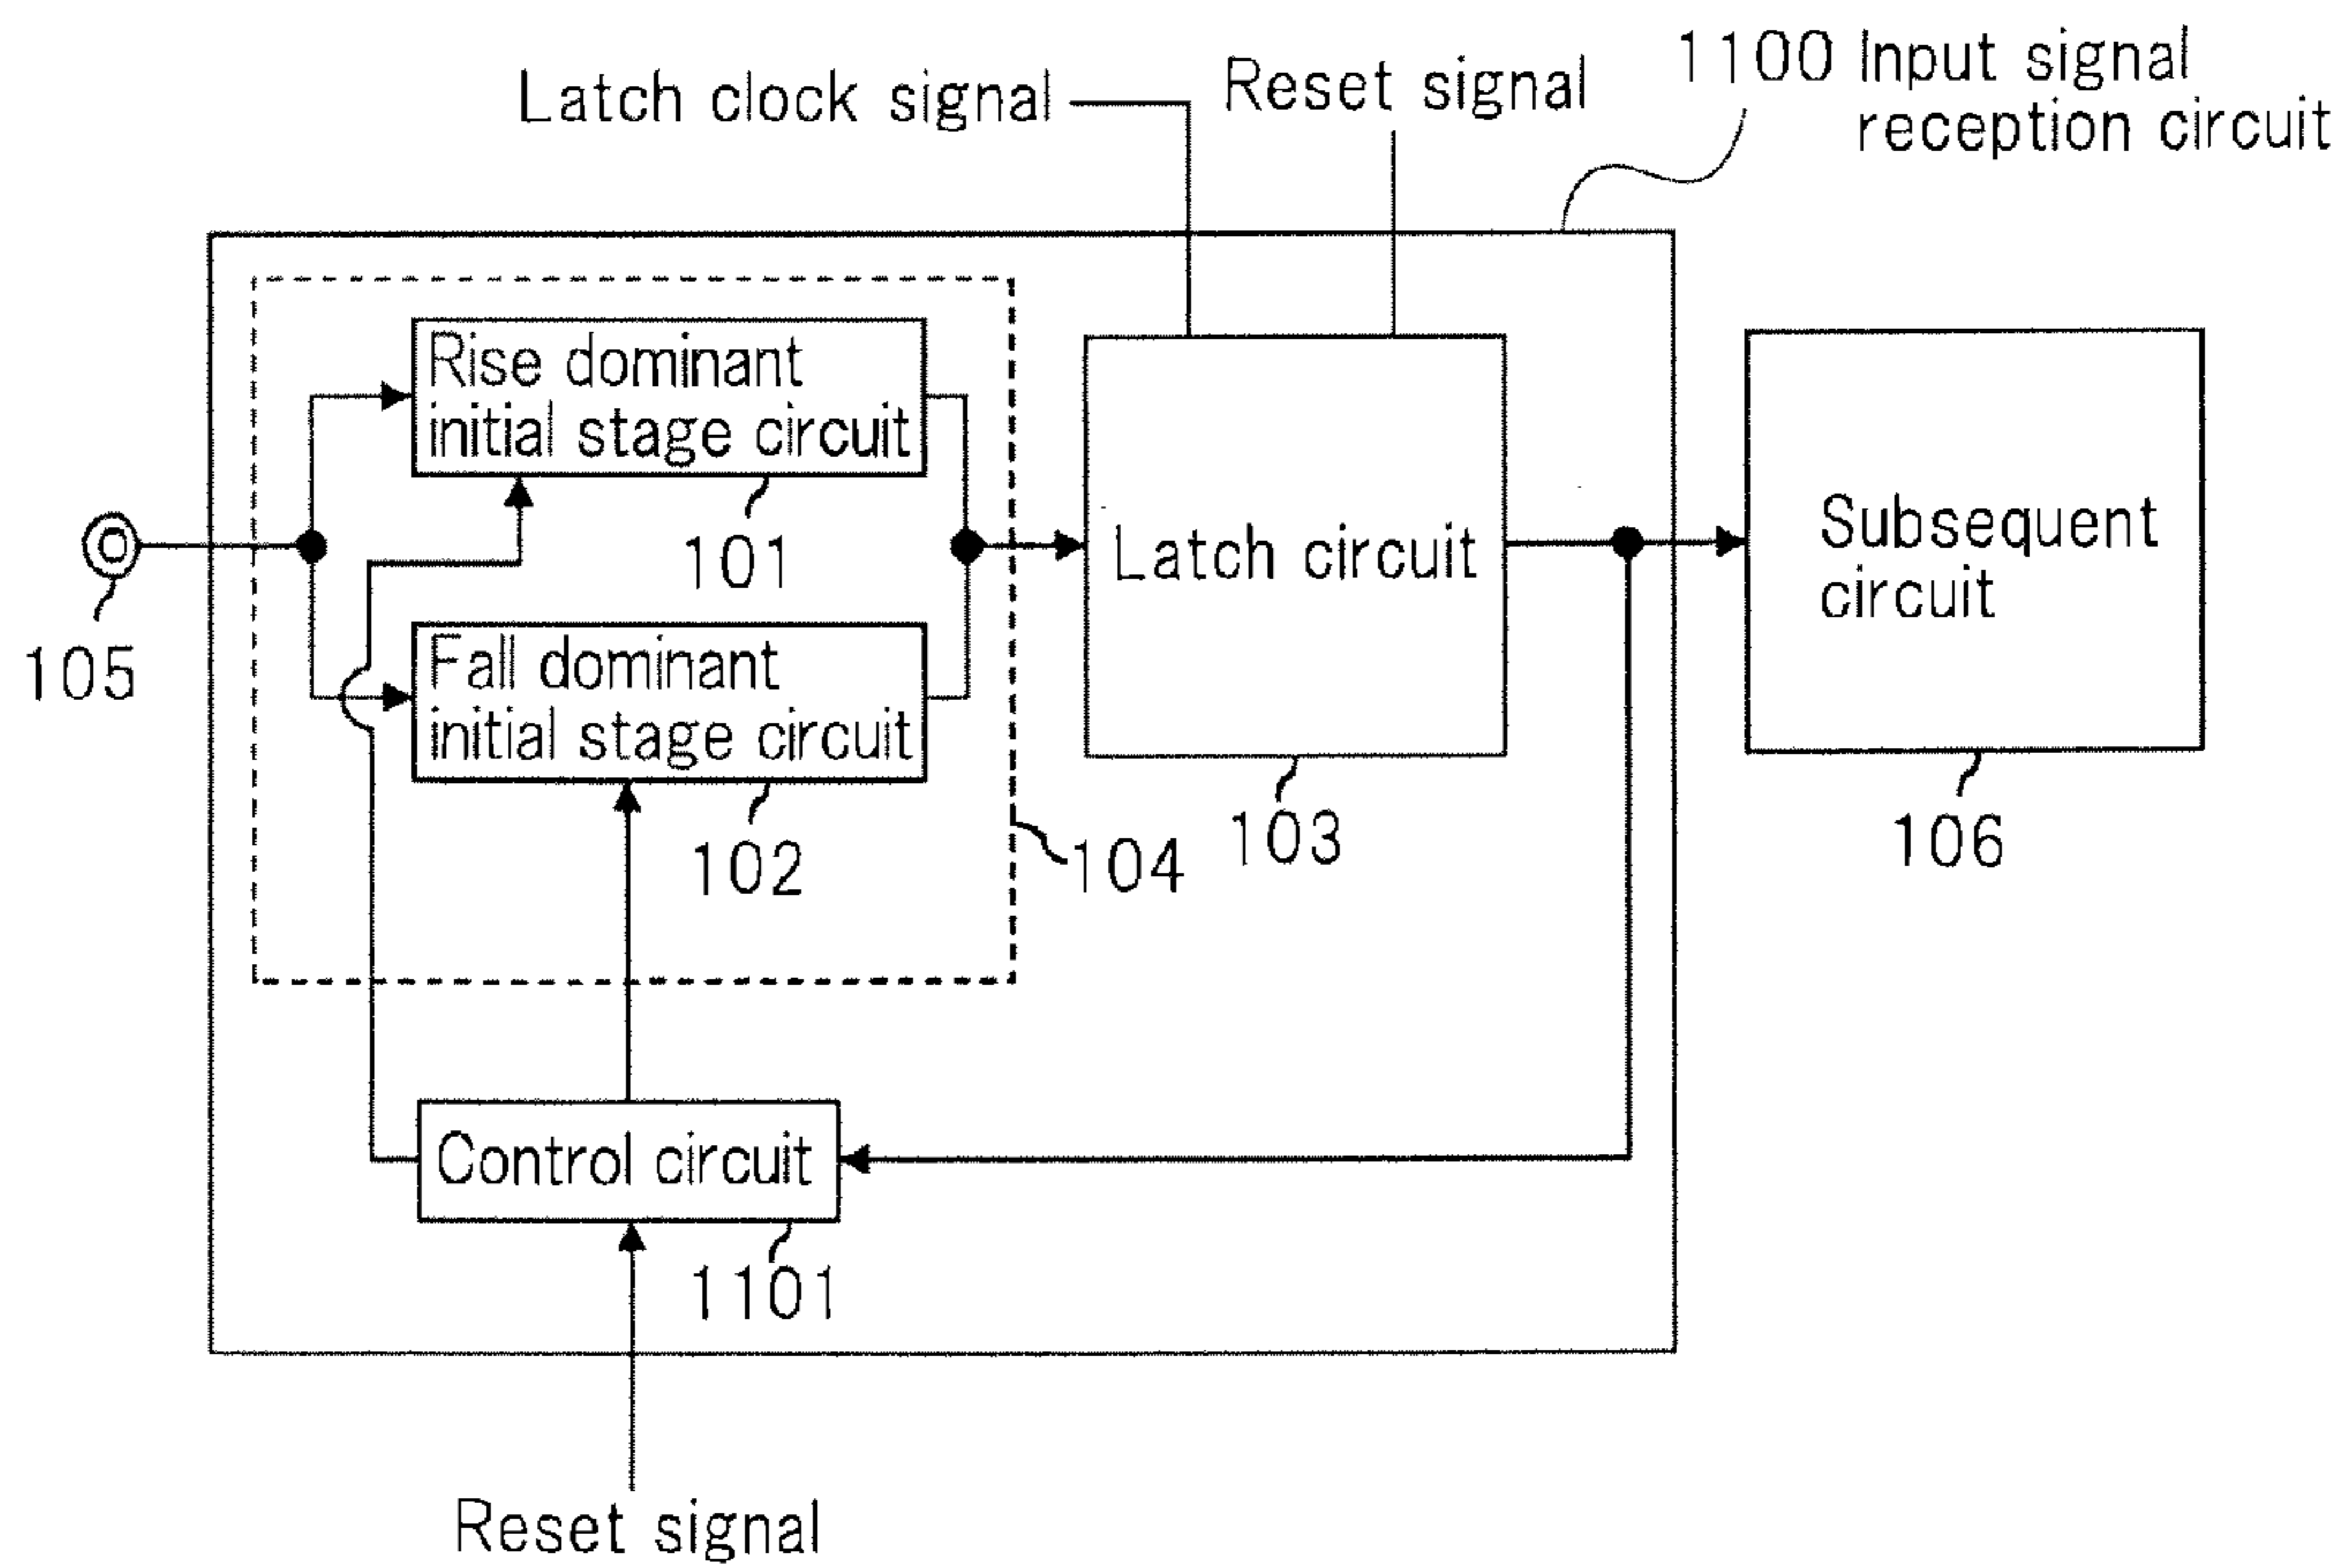 Latch clock signal
Reset signal
1100 Input signal
reception circuit
Rise dominant
initial stage circuit
101
105
Fall dominant
initial stage circuit
102
104
Latch circuit
103
Subsequent
circuit
106
Control circuit
1101
Reset signal